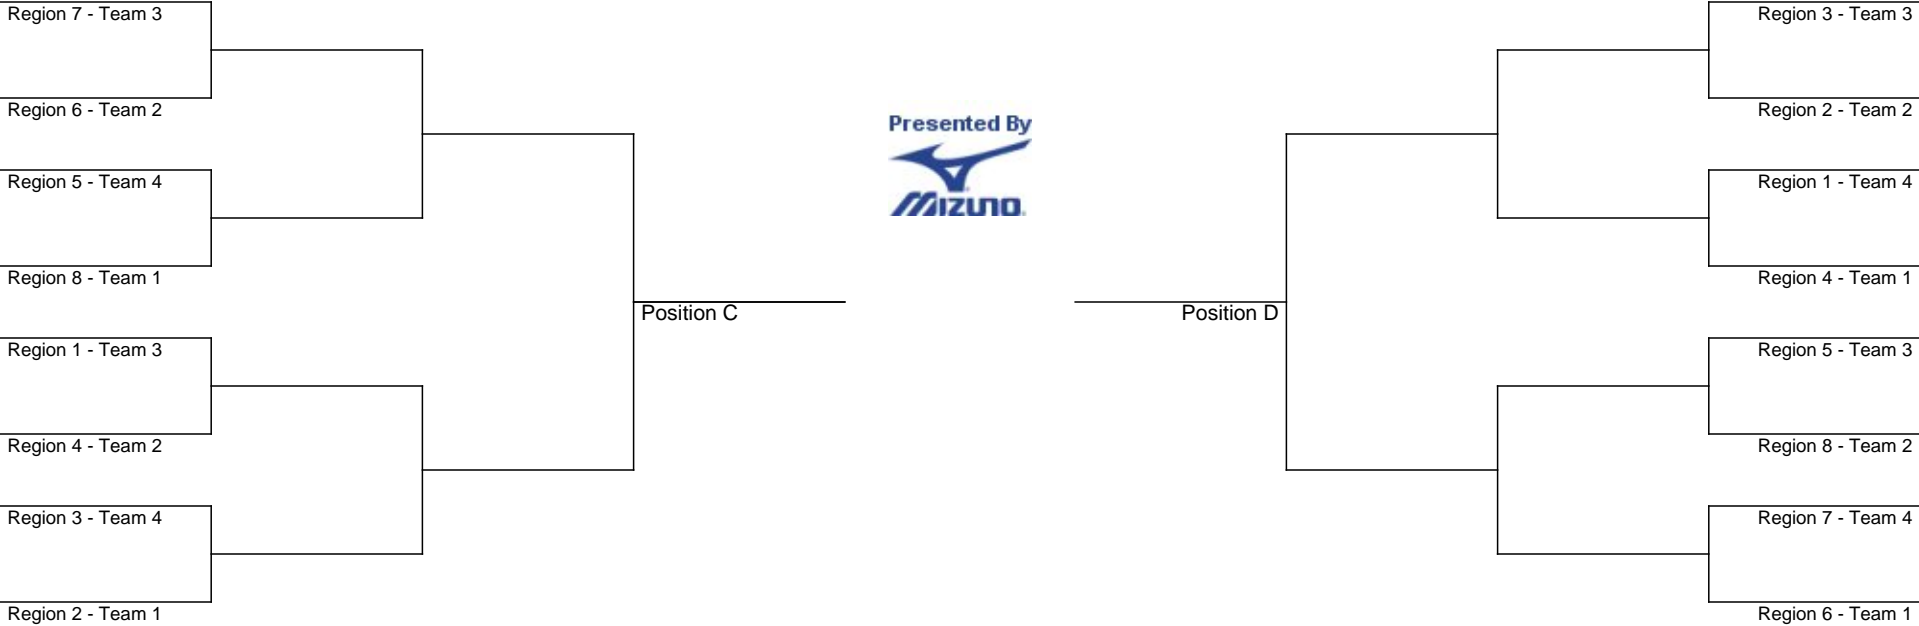 Region 7 - Team 3
Region 6 - Team 2
Region 5 - Team 4
Region 8 - Team 1
Region 1 - Team 3
Region 4 - Team 2
Region 3 - Team 4
Region 2 - Team 1
Position C
Presented By
MIZUNO
Position D
Region 3 - Team 3
Region 2 - Team 2
Region 1 - Team 4
Region 4 - Team 1
Region 5 - Team 3
Region 8 - Team 2
Region 7 - Team 4
Region 6 - Team 1